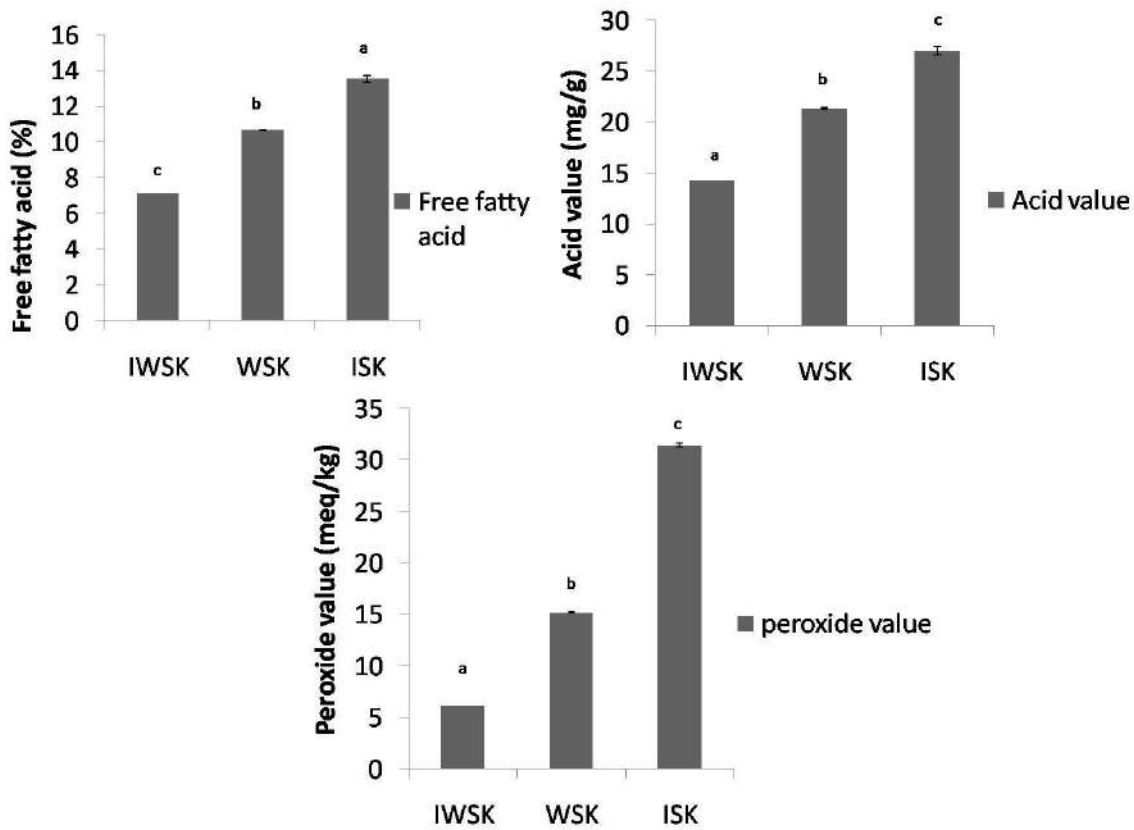 Free fatty acid (%)
16
14
12
10
8
6
4
2
0
c
b
a
IWSK WSK ISK
Free fatty
acid
Acid value (mg/g)
30
25
20
15
10
5
0
a
b
c
IWSK WSK ISK
Acid value
Peroxide value (meq/kg)
35
30
25
20
15
10
5
0
a
b
c
IWSK WSK ISK
peroxide value